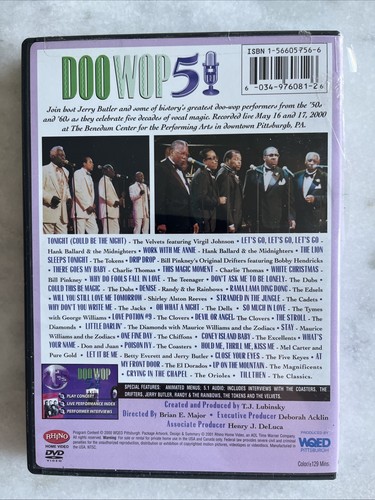 ISBN 1-56605956-6
DOO WOP 51
6 034-976081-2 6
Join host Jerry Butler and some of history's greatest doo-wop performers from the '50s
and '60s as they celebrate five decades of vocal magic. Recorded live May 16 and 17, 2000
at The Benedum Center for the Performing Arts in downtown Pittsburgh, PA.
TONIGHT (COULD BE THE NIGHT) - The Velvets featuring Virgil Johnson • LET'S GO, LET'S GO, LET'S GO -
Hank Ballard & the Midnighters • WORK WITH ME ANNIE - Hank Ballard & the Midnighters • THE LION
SLEEPS TONIGHT - The Tokens • DRIP DROP - Bill Pinkney's Original Drifters featuring Bobby Hendricks
• THERE GOES MY BABY - Charlie Thomas • THIS MAGIC MOMENT - Charlie Thomas • WHITE CHRISTMAS -
Bill Pinkney • WHY DO FOOLS FALL IN LOVE - The Teenager • DON'T ASK ME TO BE LONELY - The Dubs •
COULD THIS BE MAGIC - The Dubs • DENISE - Randy & the Rainbows • RAMA LAMA DING DONG - The Edsels
• WILL YOU STILL LOVE ME TOMORROW - Shirley Alston Reeves • STRANDED IN THE JUNGLE - The Cadets
• WHY DON'T YOU WRITE ME - The Jacks • OH WHAT A NIGHT - The Dells • SO MUCH IN LOVE - The Tymes
with George Williams • LOVE POTION #9 - The Clovers • DEVIL OR ANGEL - The Clovers • THE STROLL - The
Diamonds • LITTLE DARLIN' - The Diamonds with Maurice Williams and the Zodiacs • STAY - Maurice
Williams and the Zodiacs • ONE FINE DAY - The Chiffons • CONEY ISLAND BABY - The Excellents • WHAT'S
YOUR NAME - Don and Juan • POISON IVY - The Coasters • HOLD ME, THRILL ME, KISS ME - Mel Carter and
Pure Gold • LET IT BE ME - Betty Everett and Jerry Butler • CLOSE YOUR EYES - The Five Keyes • AT
MY FRONT DOOR - The El Dorados • UP ON THE MOUNTAIN - The Magnificents
• CRYING IN THE CHAPEL - The Orioles • TILL THEN - The Classics.
DOO WOP
PLAY CONCERT
LIVE PERFORMANCE INDEX
PERFORMER INTERVIEWS
SPECIAL FEATURES: ANIMATED MENUS; 5.1 AUDIO; INCLUDES INTERVIEWS WITH THE COASTERS, THE
DRIFTERS, JERRY BUTLER, RANDY & THE RAINBOWS, THE TOKENS AND THE VELVETS.
Created and Produced by T.J. Lubinsky
Directed By Brian E. Major • Executive Producer Deborah Acklin
Associate Producer Henry J. DeLuca
RHINO
HOME VIDEO
DVD
VIDEO
WQED
PITTSBURGH
Color/±129 Mins.